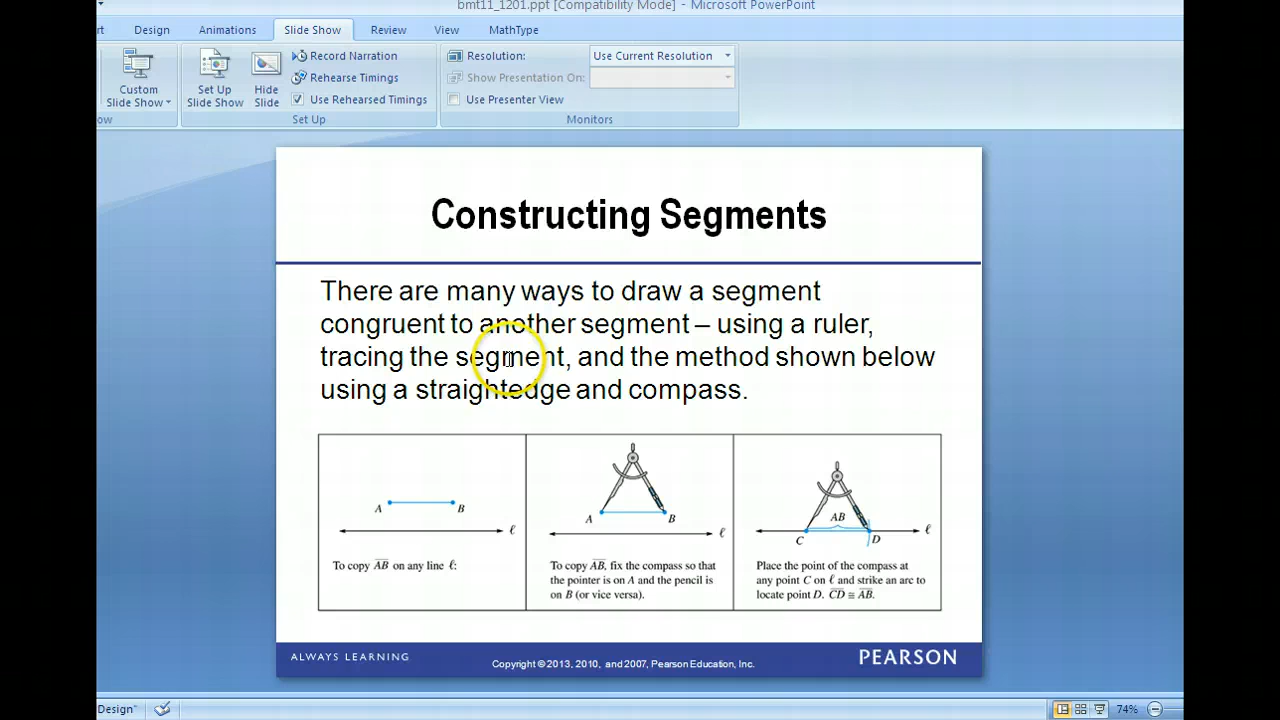 bmt11_1201.ppt [Compatibility Mode] - Microsoft PowerPoint
rt Design Animations Slide Show Review View MathType
Custom Slide Show
Set Up Slide Show
Hide Slide
Record Narration
Rehearse Timings
Use Rehearsed Timings
Resolution: Use Current Resolution
Show Presentation On:
Use Presenter View
ow Set Up Monitors
Constructing Segments
There are many ways to draw a segment
congruent to another segment – using a ruler,
tracing the segment, and the method shown below
using a straightedge and compass.
A B
ℓ
To copy A̅B̅ on any line ℓ:
A B
ℓ
To copy A̅B̅, fix the compass so that
the pointer is on A and the pencil is
on B (or vice versa).
AB
ℓ
C D
Place the point of the compass at
any point C on ℓ and strike an arc to
locate point D. C̅D̅ ≅ A̅B̅.
ALWAYS LEARNING
Copyright © 2013, 2010, and 2007, Pearson Education, Inc.
PEARSON
Design"
74%